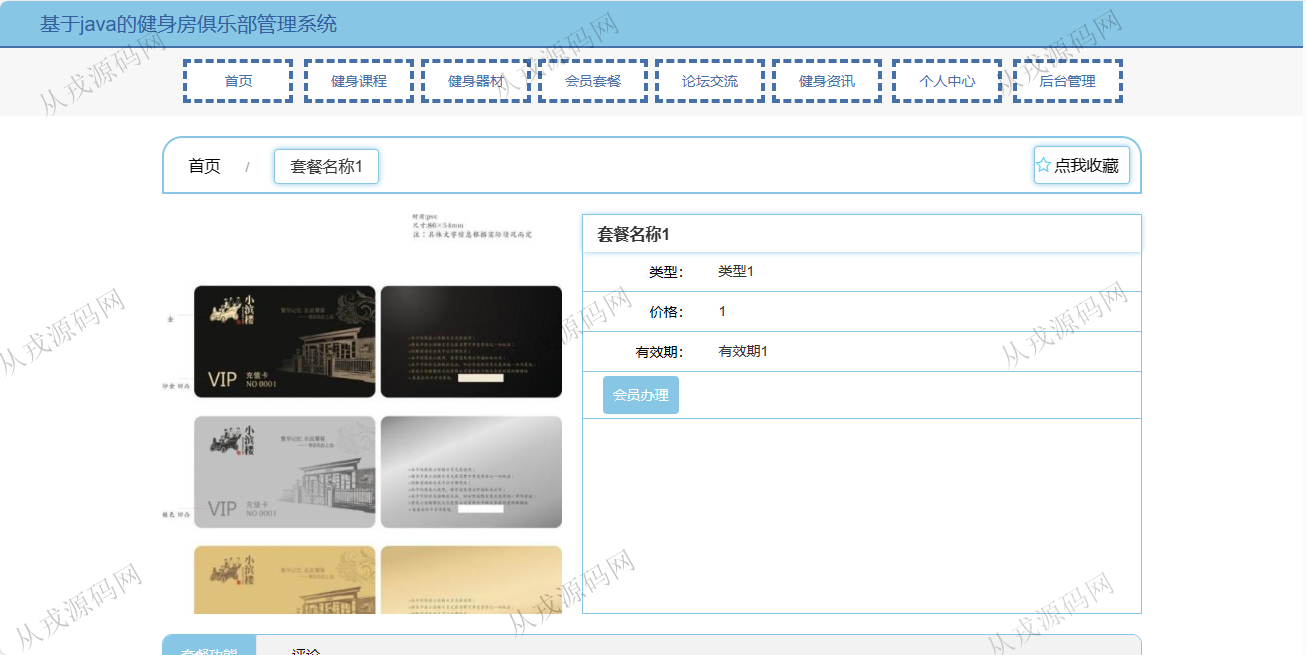 基于java的健身房俱乐部管理系统
首页
健身课程
健身器材
会员套餐
论坛交流
健身资讯
个人中心
后台管理
首页 / 套餐名称1
☆点我收藏
材质:pvc
尺寸:86×54mm
注：具体文字信息根据实际情况而定
小滨楼
VIP 充值卡
NO 0001
小滨楼
VIP 充值卡
NO 0001
小滨楼
套餐名称1
类型： 类型1
价格： 1
有效期： 有效期1
会员办理
套餐功能
评论
从戎源码网
从戎源码网
从戎源码网
从戎源码网
从戎源码网
从戎源码网
从戎源码网
从戎源码网
从戎源码网